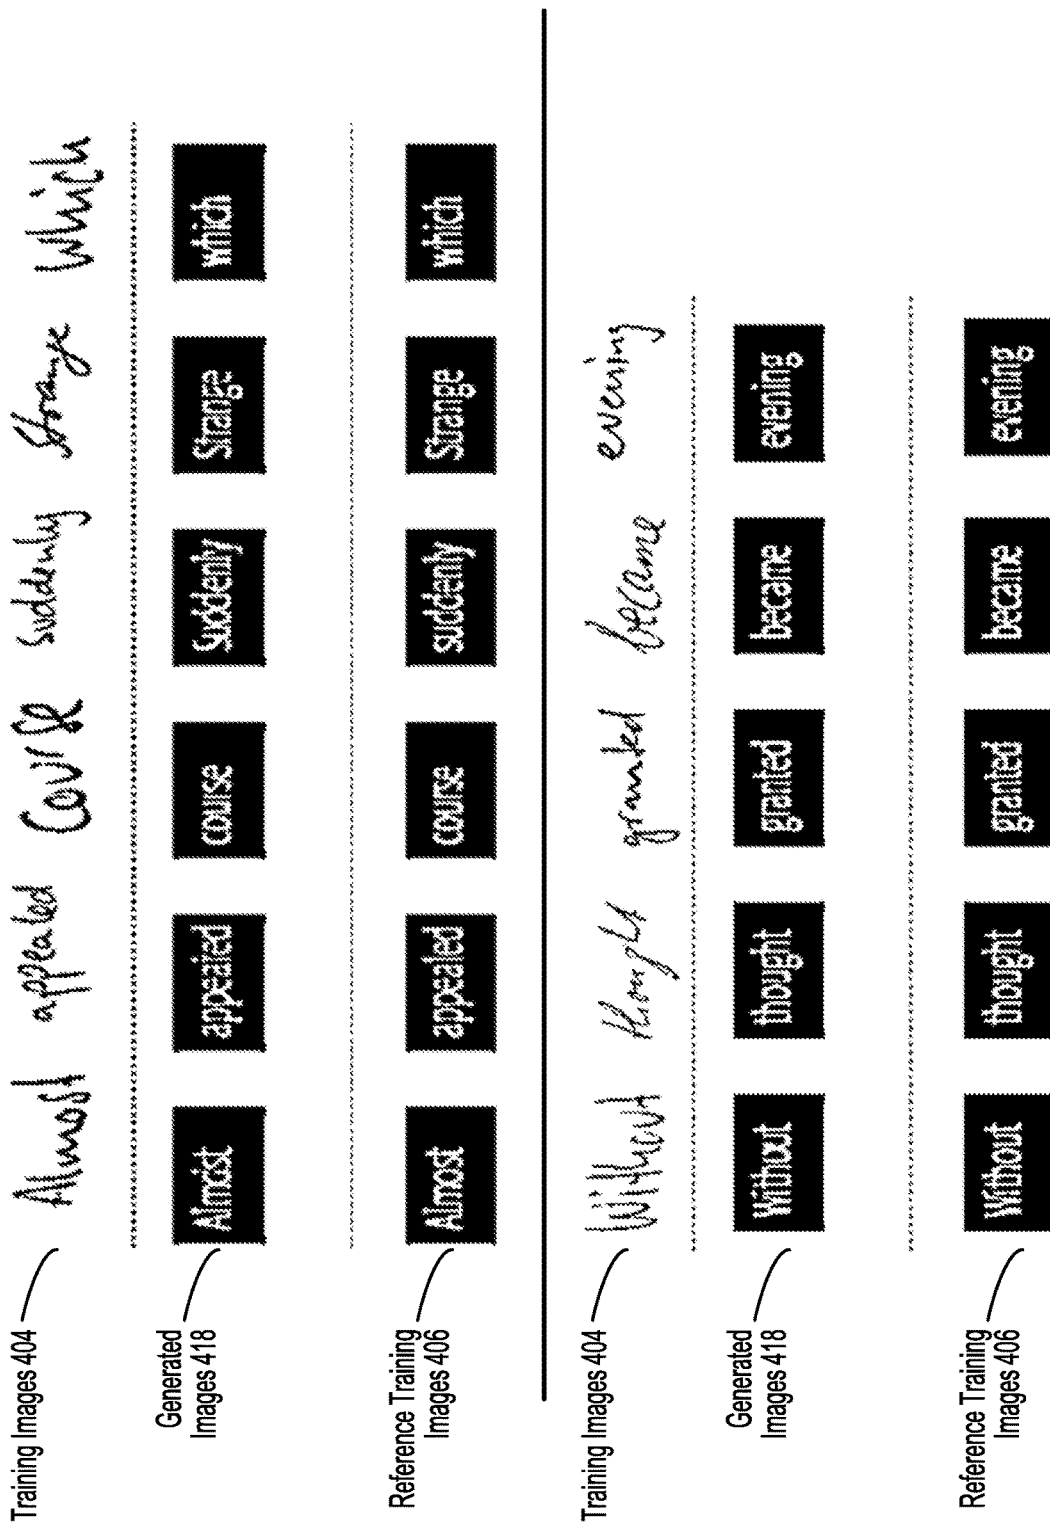 Training Images 404
Almost appealed Course suddenly Strange Which
Generated
Images 418
appeaied course Suddenly Strange which
Reference Training
Images 406
Almost appealed course suddenly Strange which
Training Images 404
Without thought granted became evening
Generated
Images 418
Without thought granted became evening
Reference Training
Images 406
Without thought granted became evening